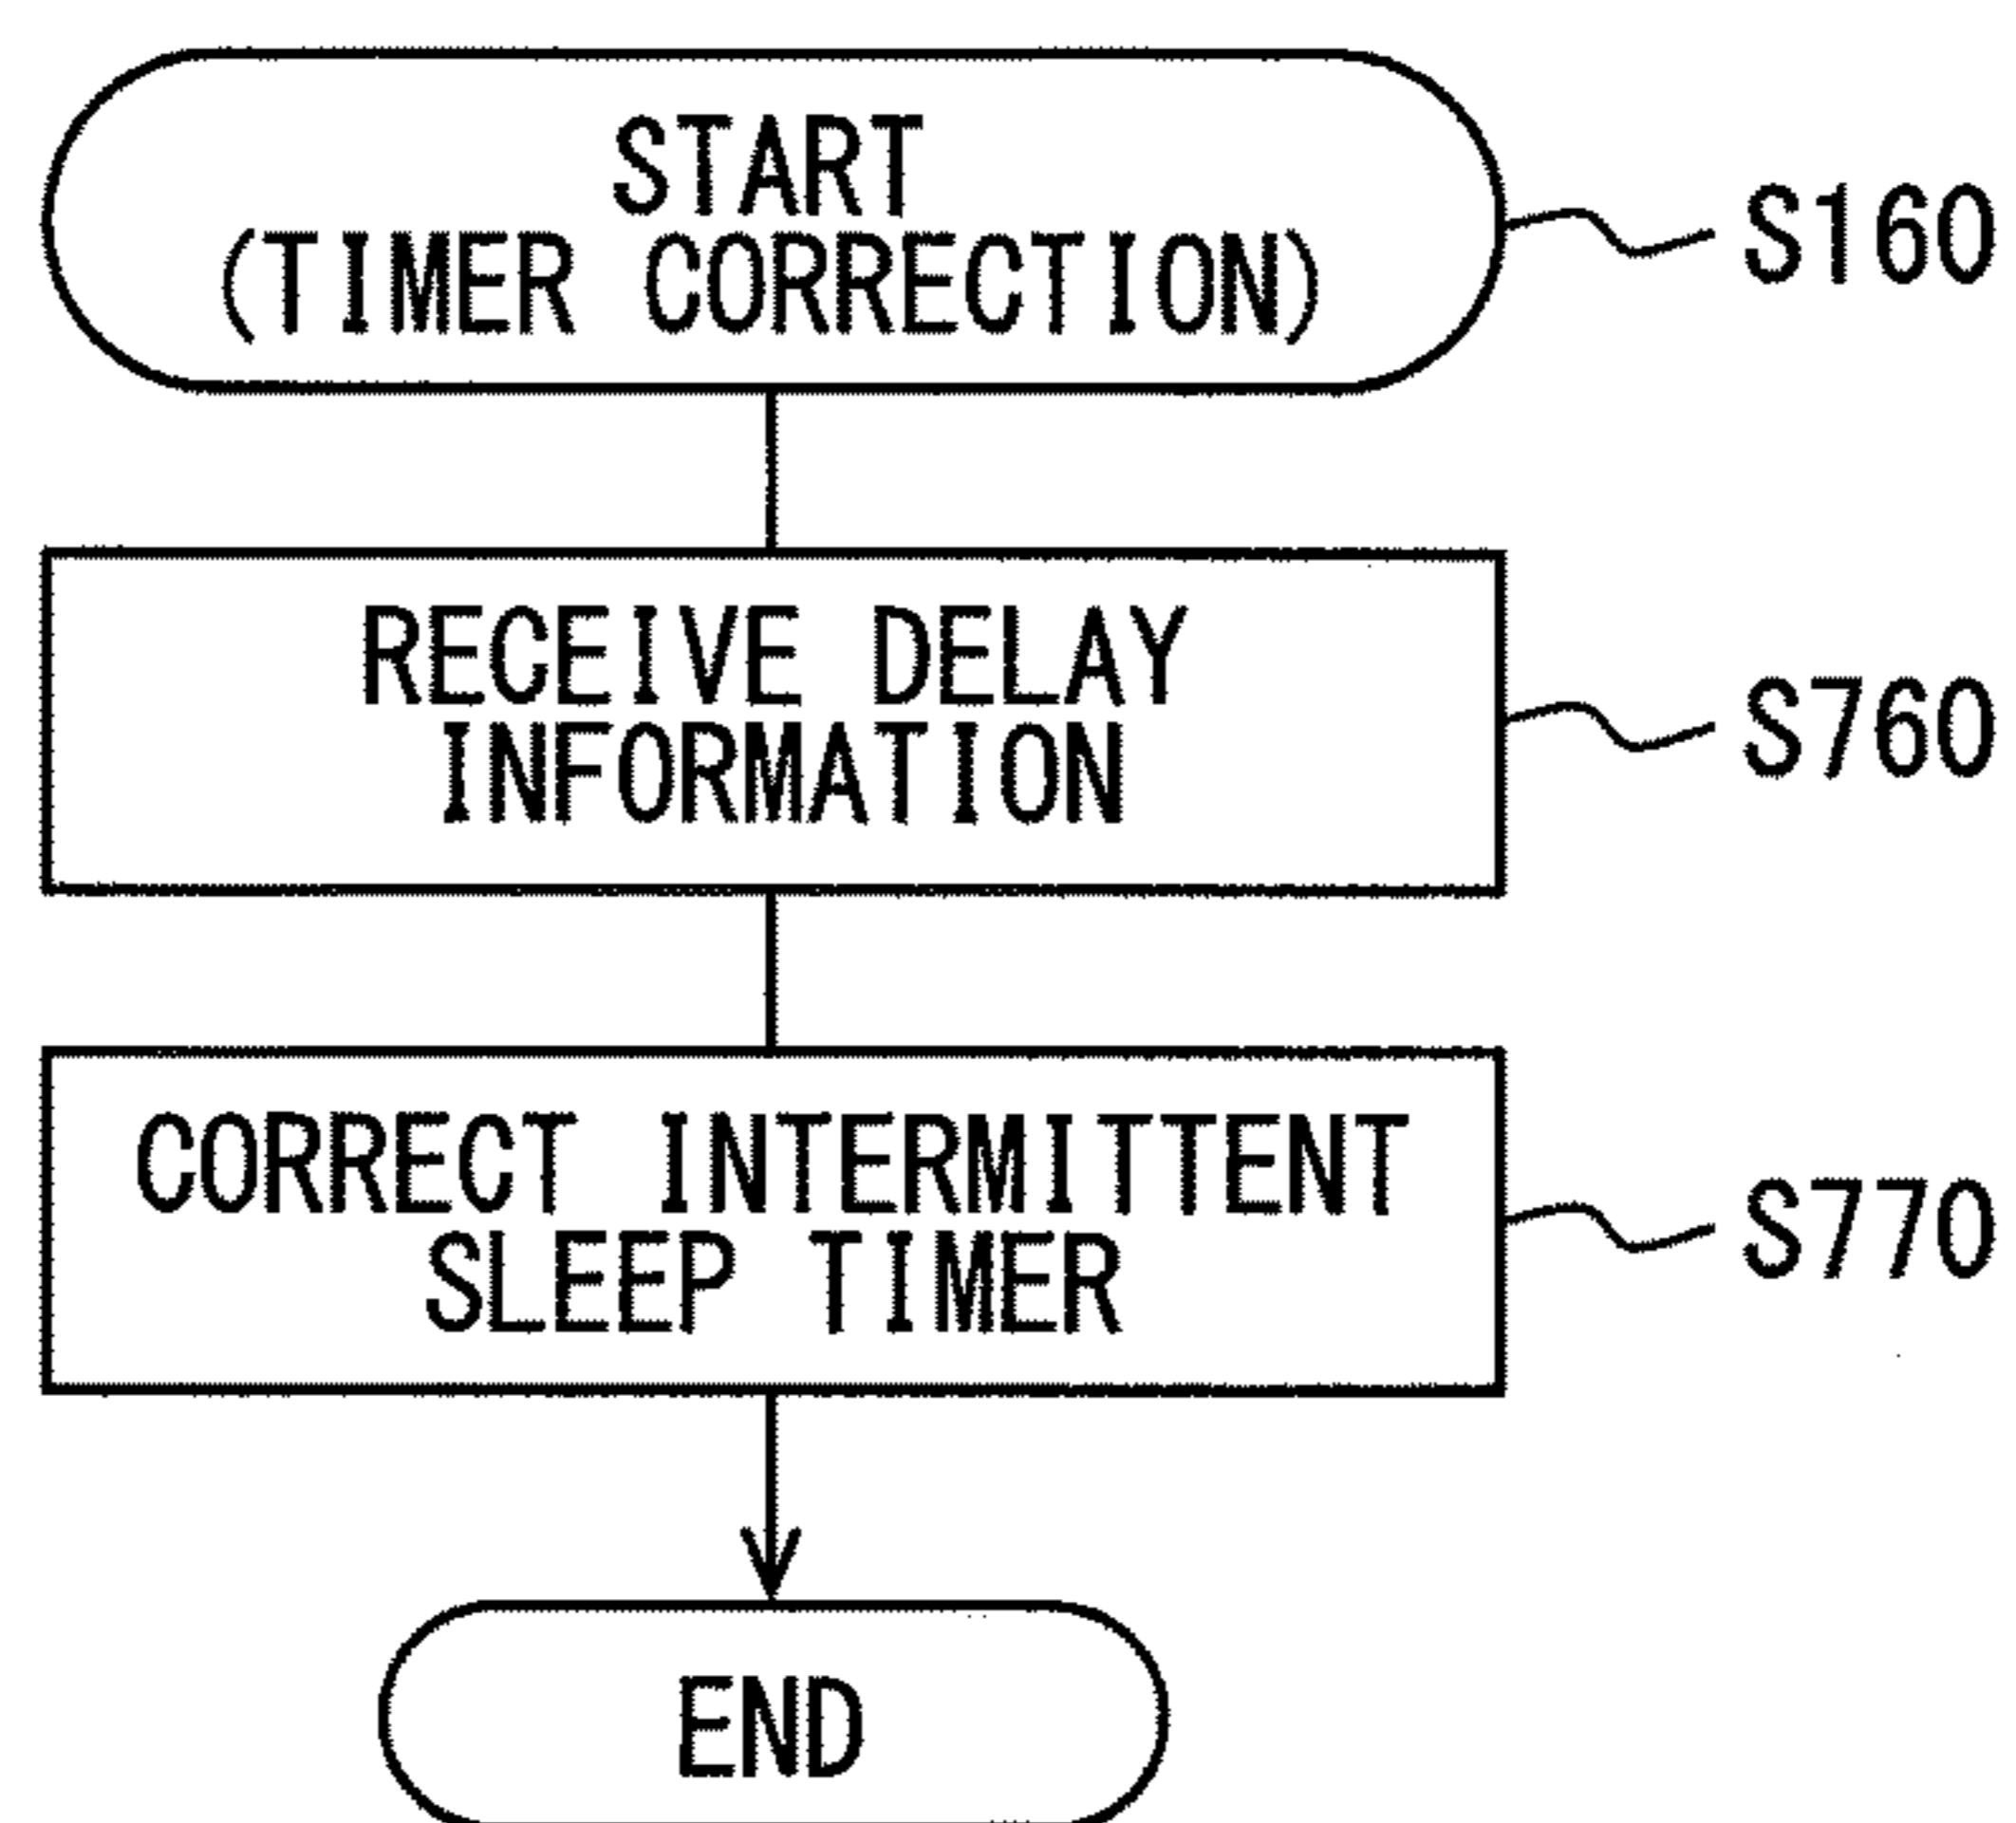 START
(TIMER CORRECTION)
S160
RECEIVE DELAY
INFORMATION
S760
CORRECT INTERMITTENT
SLEEP TIMER
S770
END